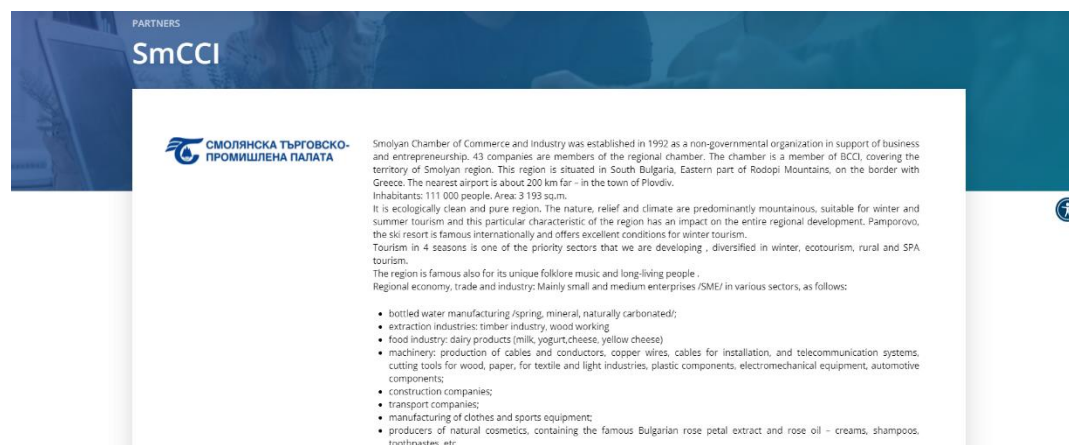 PARTNERS
SmCCI
СМОЛЯНСКА ТЪРГОВСКО-
ПРОМИШЛЕНА ПАЛАТА
Smolyan Chamber of Commerce and Industry was established in 1992 as a non-governmental organization in support of business
and entrepreneurship. 43 companies are members of the regional chamber. The chamber is a member of BCCI, covering the
territory of Smolyan region. This region is situated in South Bulgaria, Eastern part of Rodopi Mountains, on the border with
Greece. The nearest airport is about 200 km far – in the town of Plovdiv.
Inhabitants: 111 000 people. Area: 3 193 sq.m.
It is ecologically clean and pure region. The nature, relief and climate are predominantly mountainous, suitable for winter and
summer tourism and this particular characteristic of the region has an impact on the entire regional development. Pamporovo,
the ski resort is famous internationally and offers excellent conditions for winter tourism.
Tourism in 4 seasons is one of the priority sectors that we are developing , diversified in winter, ecotourism, rural and SPA
tourism.
The region is famous also for its unique folklore music and long-living people .
Regional economy, trade and industry: Mainly small and medium enterprises /SME/ in various sectors, as follows:
• bottled water manufacturing /spring, mineral, naturally carbonated/;
• extraction industries: timber industry, wood working
• food industry: dairy products (milk, yogurt,cheese, yellow cheese)
• machinery: production of cables and conductors, copper wires, cables for installation, and telecommunication systems,
cutting tools for wood, paper, for textile and light industries, plastic components, electromechanical equipment, automotive
components;
• construction companies;
• transport companies;
• manufacturing of clothes and sports equipment;
• producers of natural cosmetics, containing the famous Bulgarian rose petal extract and rose oil – creams, shampoos,
toothpastes, etc